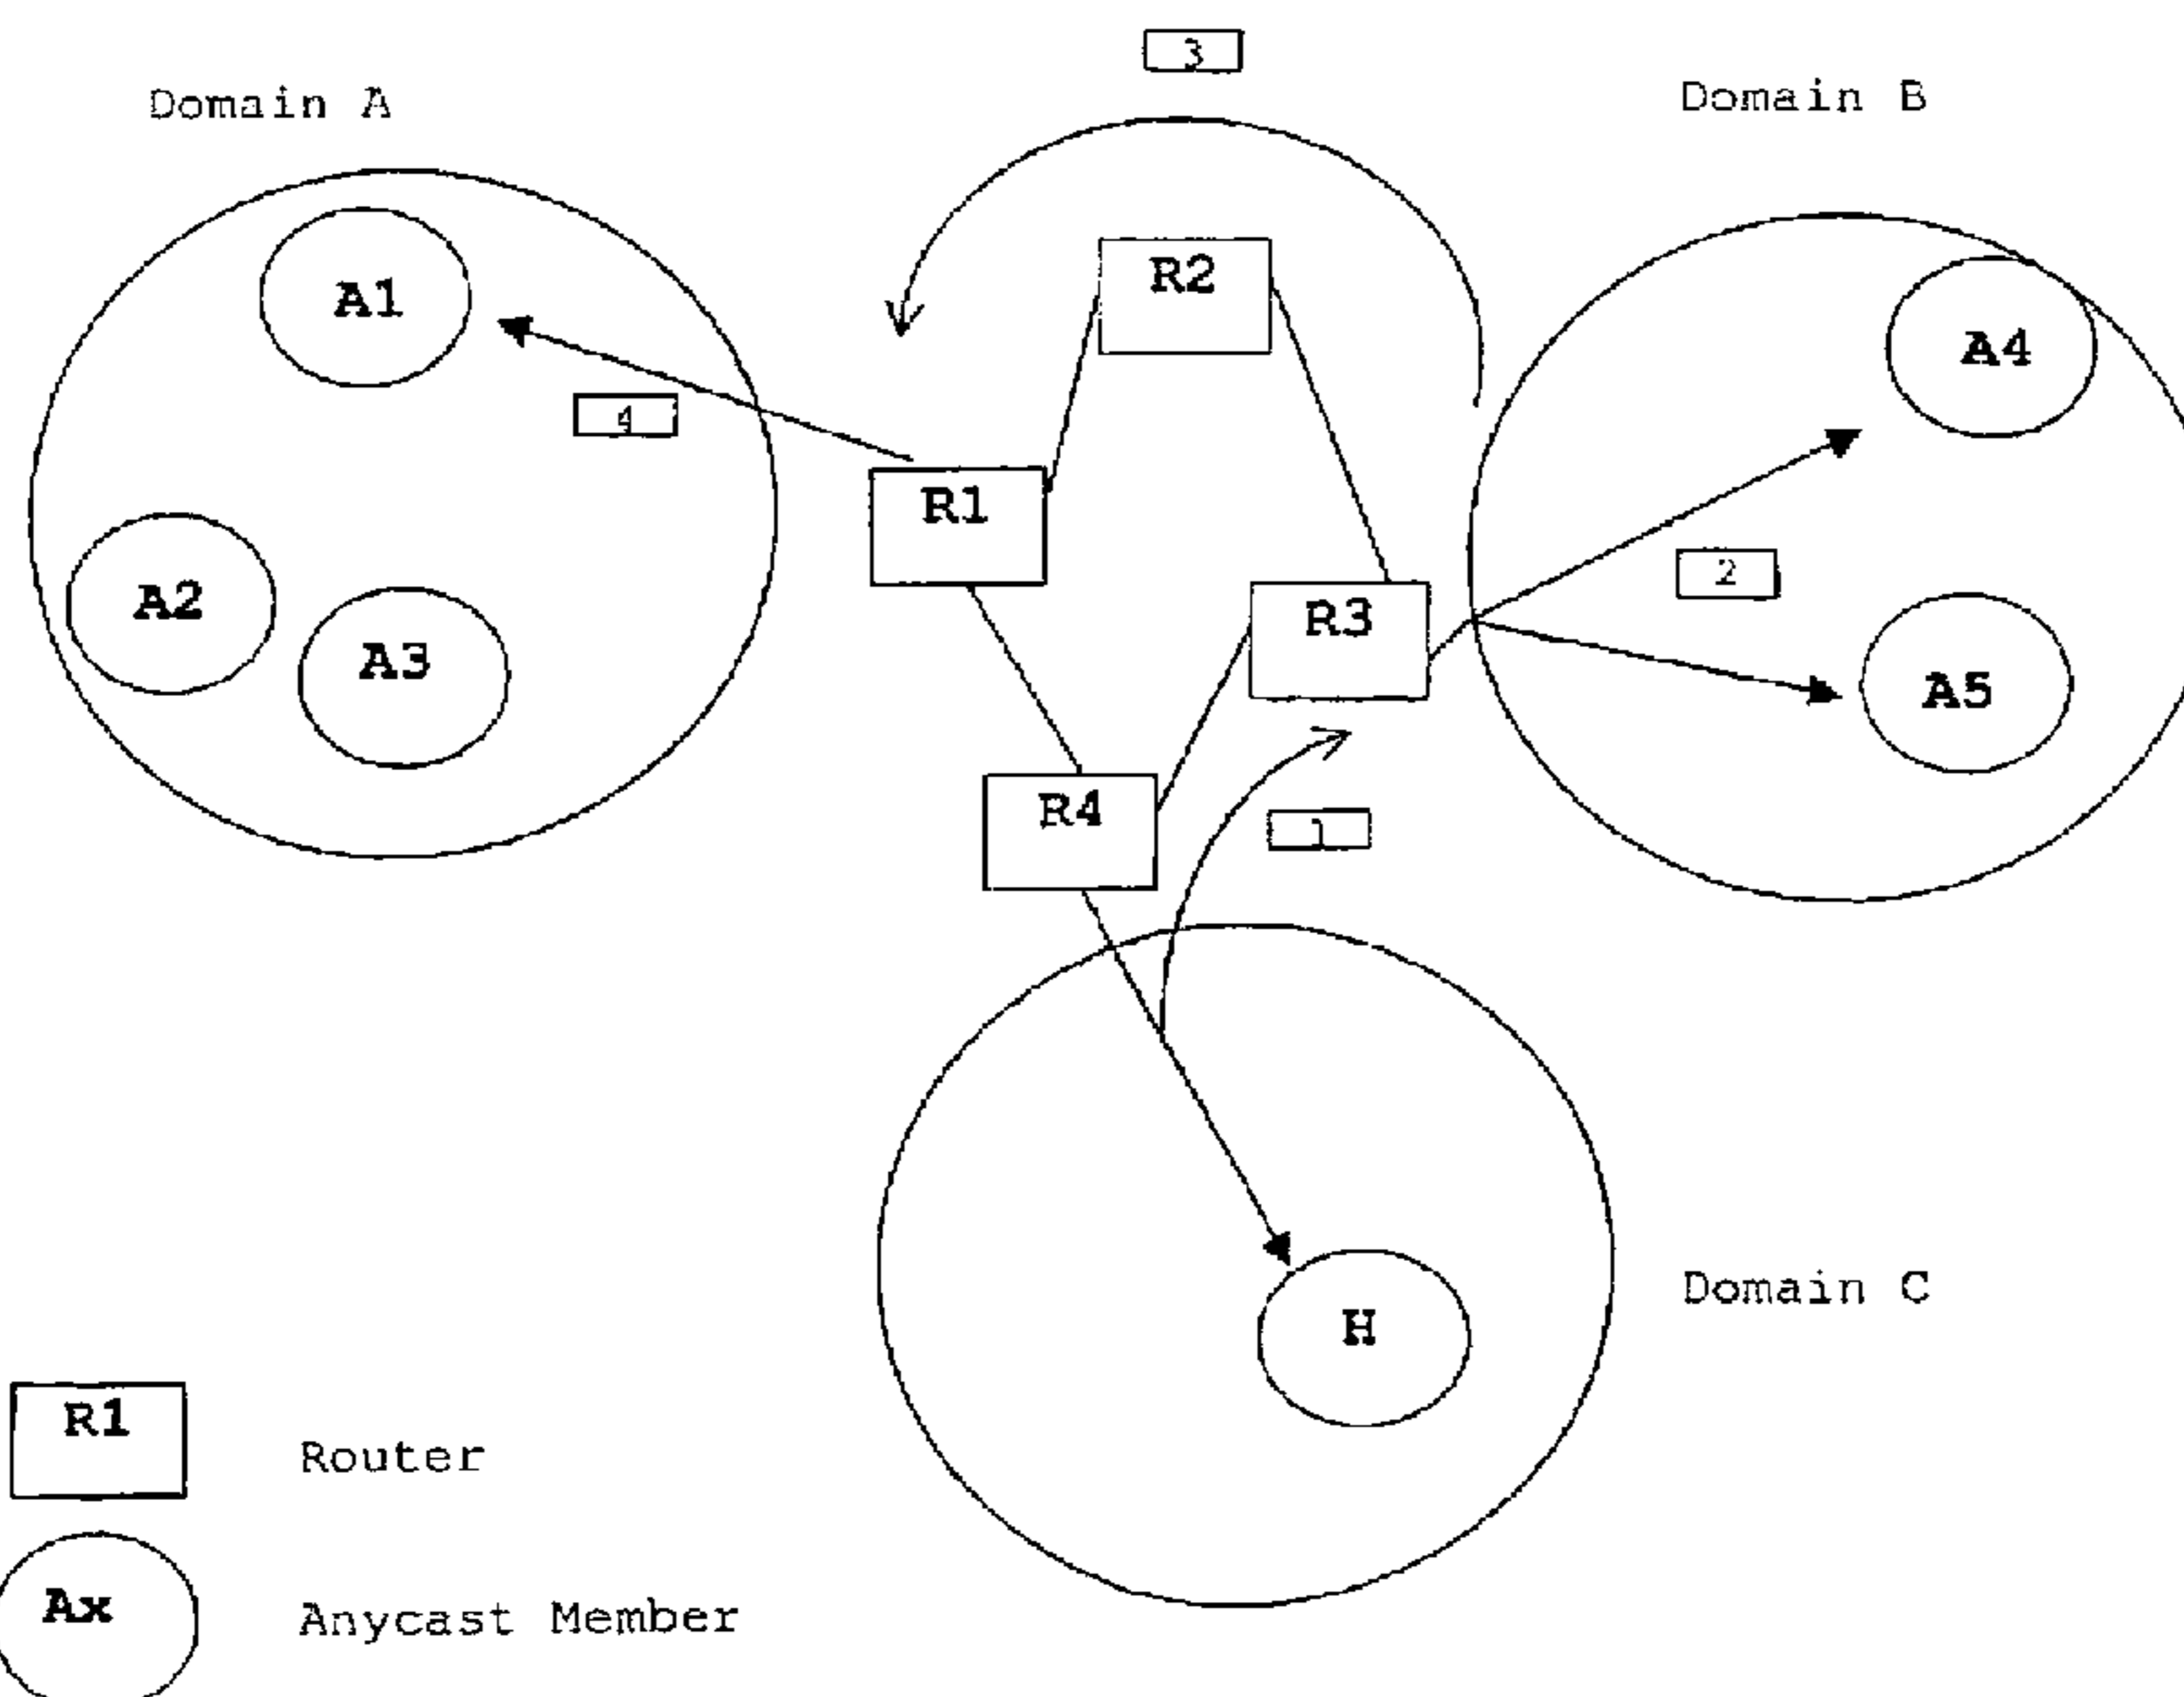 3
Domain A
Domain B
R2
A1
A4
4
R1
2
A2
R3
A3
A5
R4
1
Domain C
H
R1
Router
Ax
Anycast Member